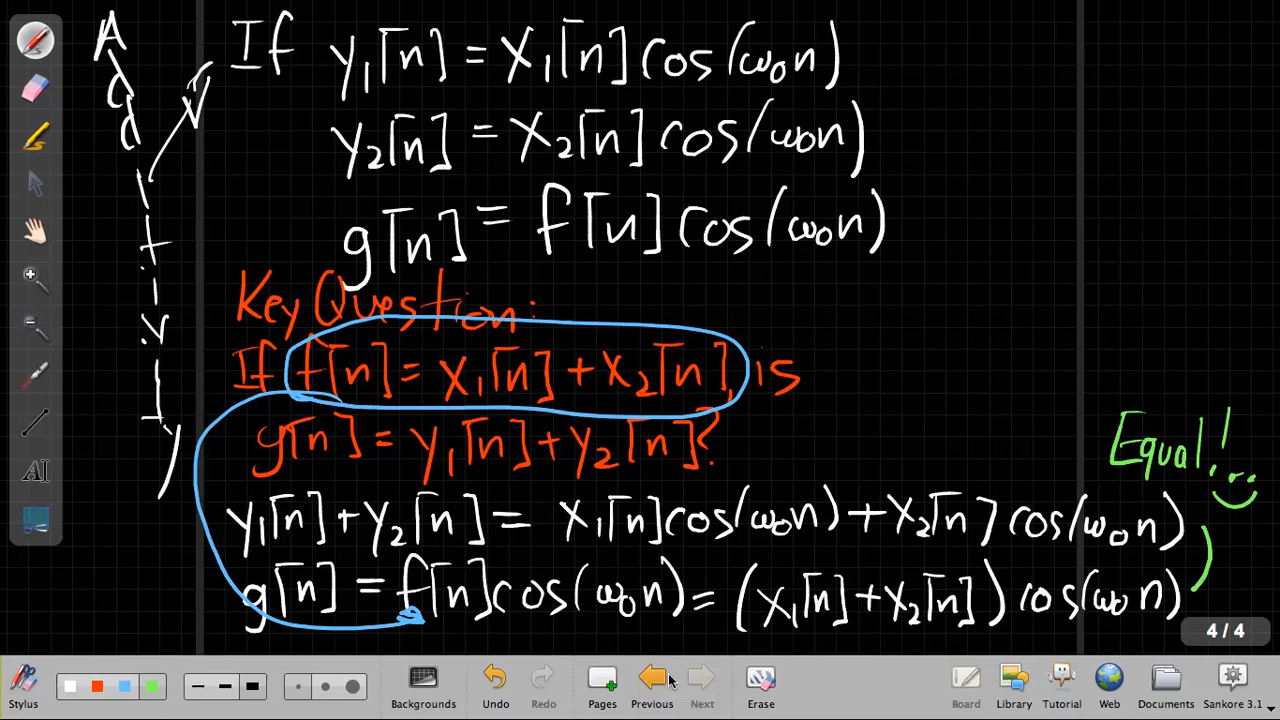 Additivity ✓
If y₁[n] = x₁[n] cos(ω₀n)
y₂[n] = x₂[n] cos(ω₀n)
g[n] = f[n] cos(ω₀n)
Key Question:
If f[n] = x₁[n] + x₂[n], is
g[n] = y₁[n] + y₂[n]?
Equal!
y₁[n] + y₂[n] = x₁[n] cos(ω₀n) + x₂[n] cos(ω₀n)
g[n] = f[n] cos(ω₀n) = (x₁[n] + x₂[n]) cos(ω₀n)
4 / 4
Stylus
Backgrounds
Undo
Redo
Pages
Previous
Next
Erase
Board
Library
Tutorial
Web
Documents
Sankore 3.1